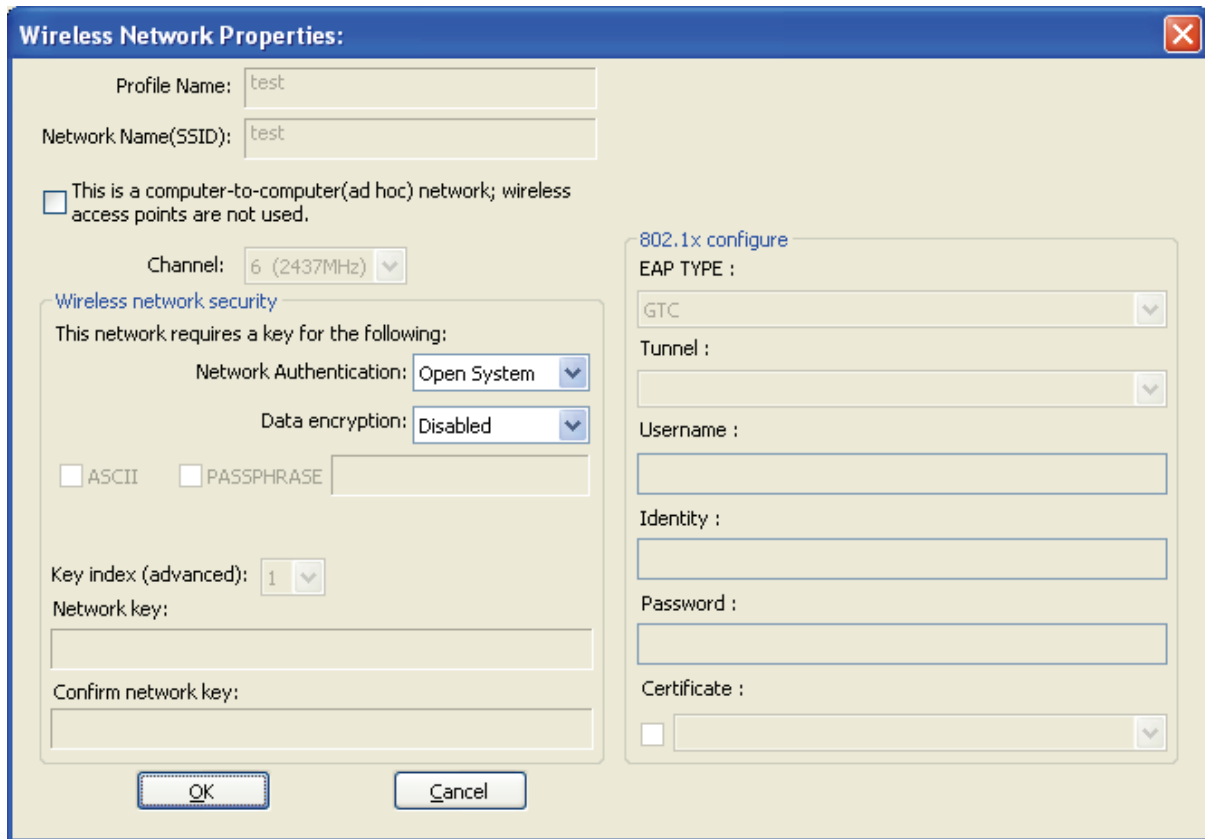 Wireless Network Properties:
Profile Name: test
Network Name(SSID): test
This is a computer-to-computer(ad hoc) network; wireless
access points are not used.
Channel: 6 (2437MHz)
Wireless network security
This network requires a key for the following:
Network Authentication: Open System
Data encryption: Disabled
ASCII PASSPHRASE
Key index (advanced): 1
Network key:
Confirm network key:
802.1x configure
EAP TYPE :
GTC
Tunnel :
Username :
Identity :
Password :
Certificate :
OK Cancel